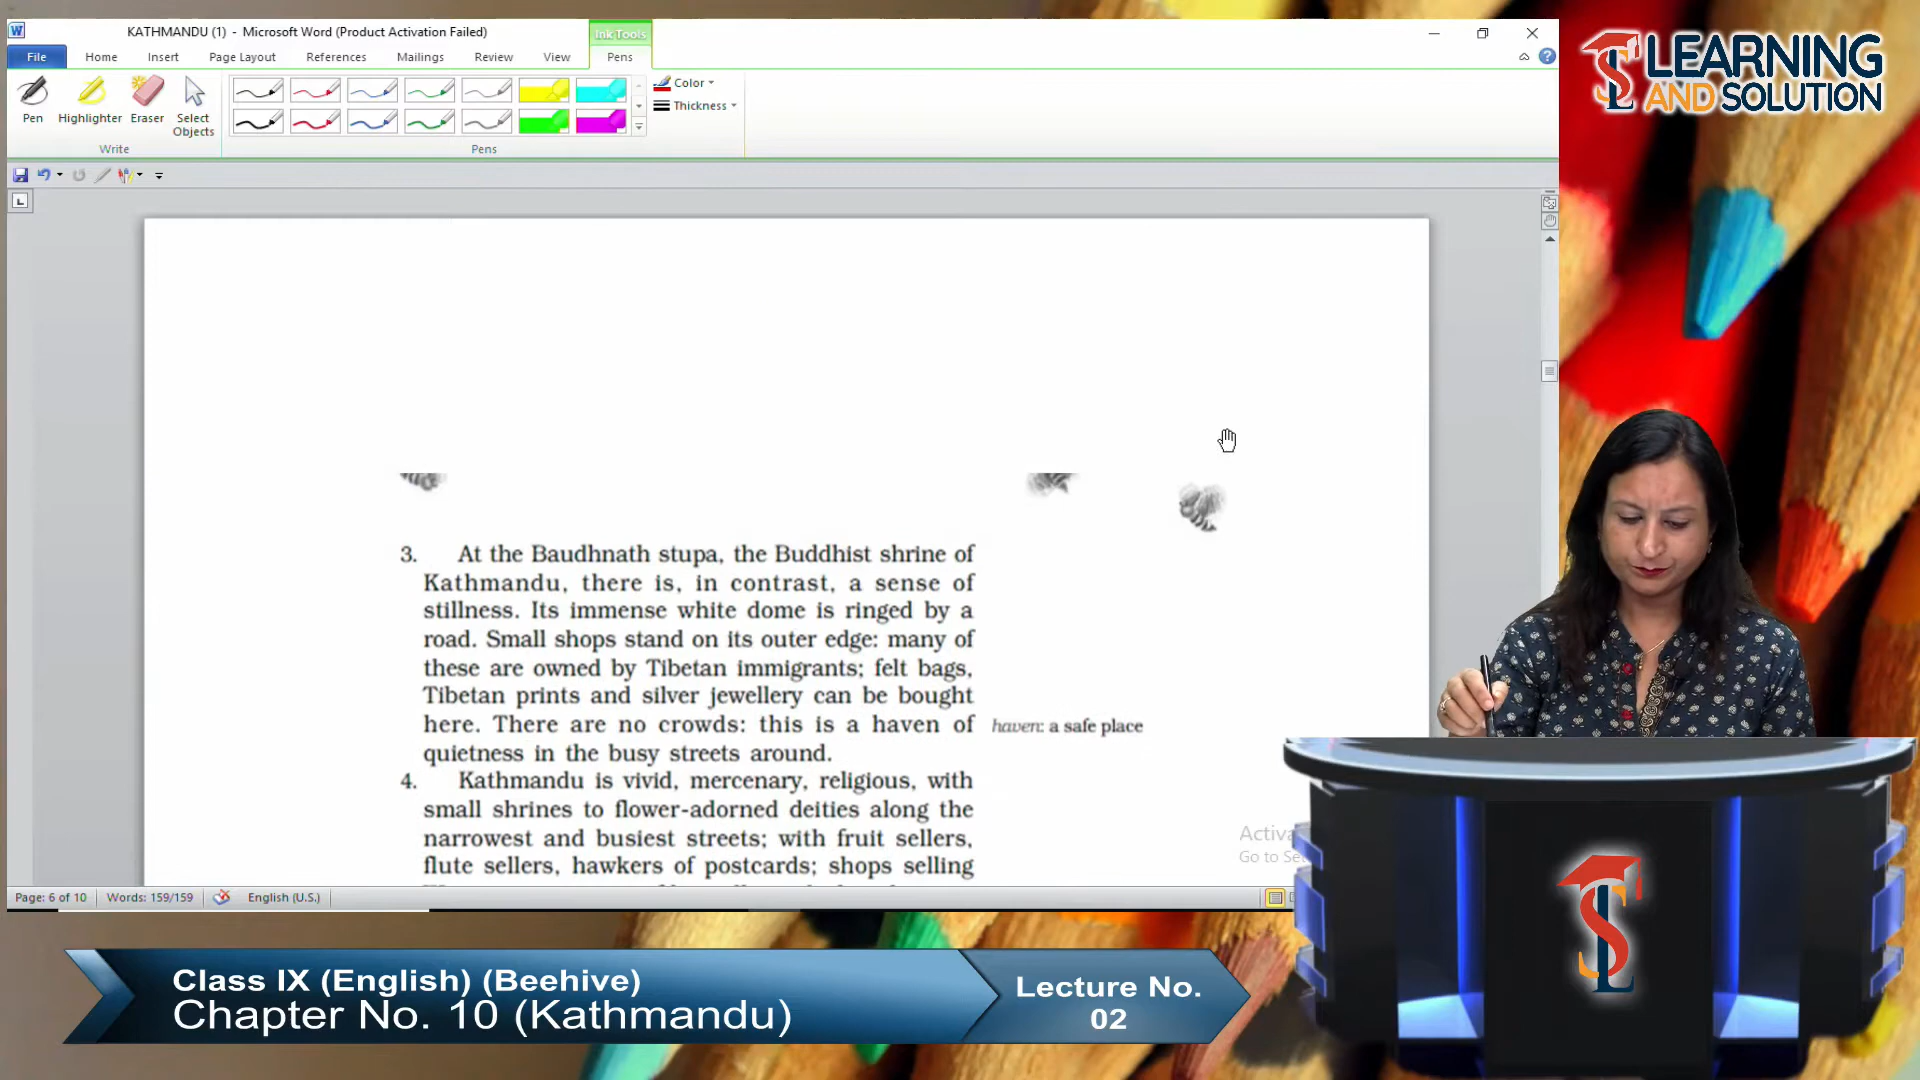 KATHMANDU (1) - Microsoft Word (Product Activation Failed)
Ink Tools
File Home Insert Page Layout References Mailings Review View Pens
Pen
Highlighter
Eraser
Select Objects
Color
Thickness
Write
Pens
LEARNING
AND SOLUTION
3. At the Baudhnath stupa, the Buddhist shrine of
Kathmandu, there is, in contrast, a sense of
stillness. Its immense white dome is ringed by a
road. Small shops stand on its outer edge: many of
these are owned by Tibetan immigrants; felt bags,
Tibetan prints and silver jewellery can be bought
here. There are no crowds: this is a haven of
quietness in the busy streets around.
haven: a safe place
4. Kathmandu is vivid, mercenary, religious, with
small shrines to flower-adorned deities along the
narrowest and busiest streets; with fruit sellers,
flute sellers, hawkers of postcards; shops selling
Activa
Go to Se
Page: 6 of 10 Words: 159/159 English (U.S.)
Class IX (English) (Beehive)
Chapter No. 10 (Kathmandu)
Lecture No.
02